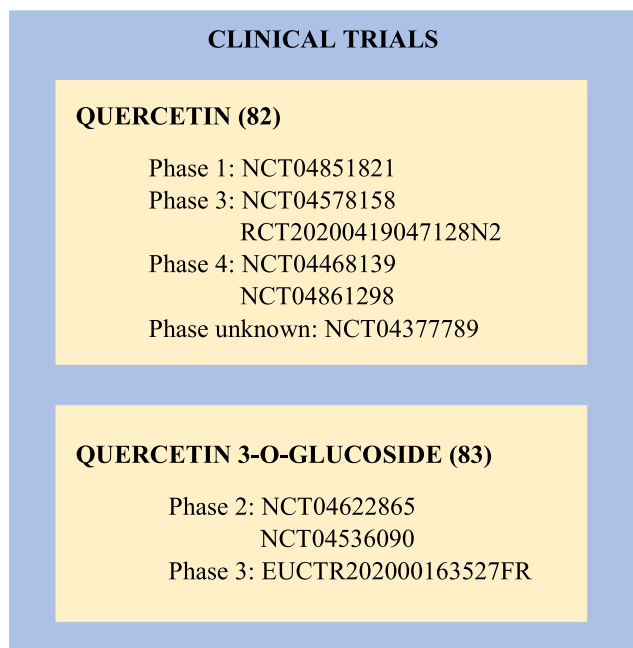 CLINICAL TRIALS
QUERCETIN (82)
Phase 1: NCT04851821
Phase 3: NCT04578158
RCT20200419047128N2
Phase 4: NCT04468139
NCT04861298
Phase unknown: NCT04377789
QUERCETIN 3-O-GLUCOSIDE (83)
Phase 2: NCT04622865
NCT04536090
Phase 3: EUCTR202000163527FR